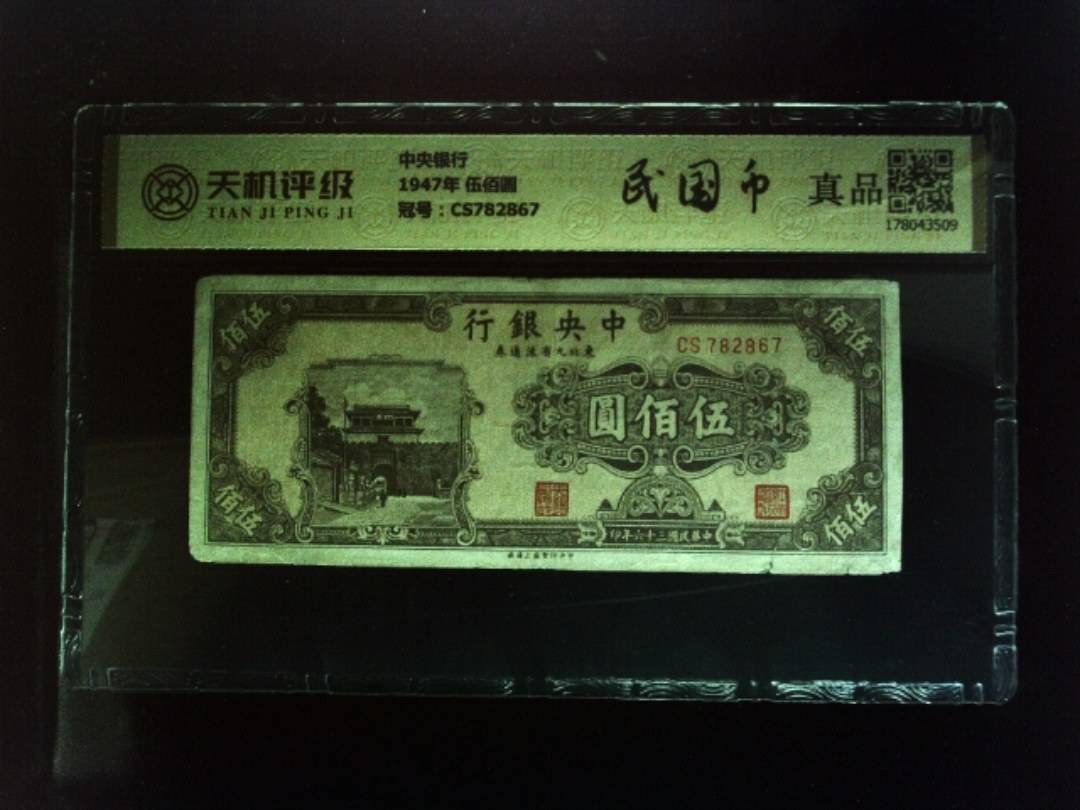 天机评级
TIAN JI PING JI
中央银行
1947年 伍佰圓
冠号：CS782867
民国币
真品
178043509
行銀央中
券通流省九北東
CS 782867
佰伍
佰伍
圓佰伍
佰伍
佰伍
印年六十三國民華中